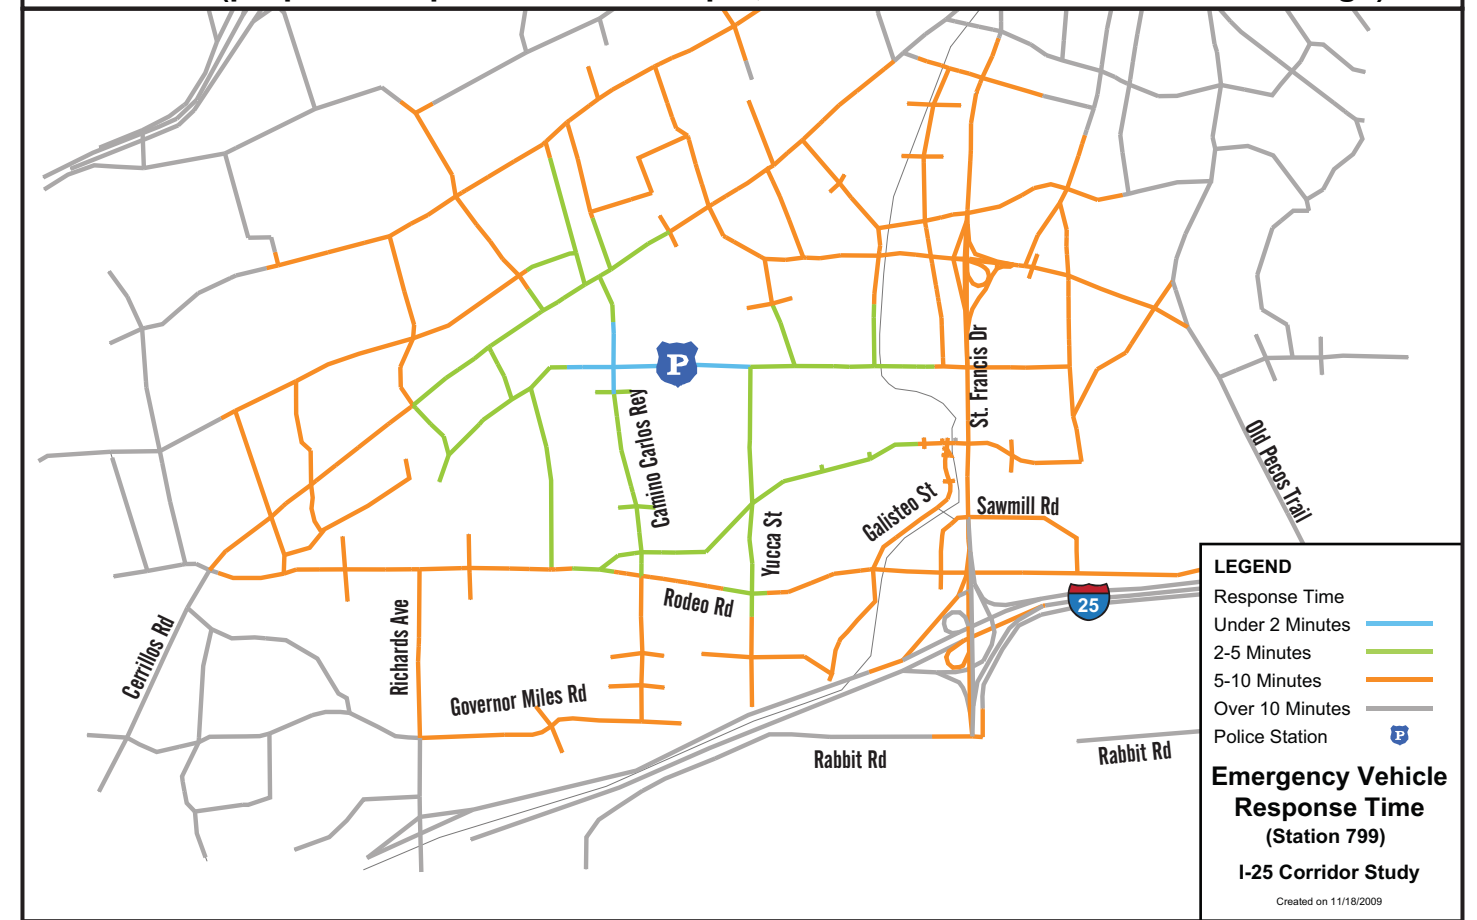 P
St. Francis Dr
Camino Carlos Rey
Old Pecos Trail
Galisteo St
Sawmill Rd
Yucca St
Rodeo Rd
25
Cerrillos Rd
Richards Ave
Governor Miles Rd
Rabbit Rd
Rabbit Rd
LEGEND
Response Time
Under 2 Minutes
2-5 Minutes
5-10 Minutes
Over 10 Minutes
Police Station
P
Emergency Vehicle
Response Time
(Station 799)
I-25 Corridor Study
Created on 11/18/2009